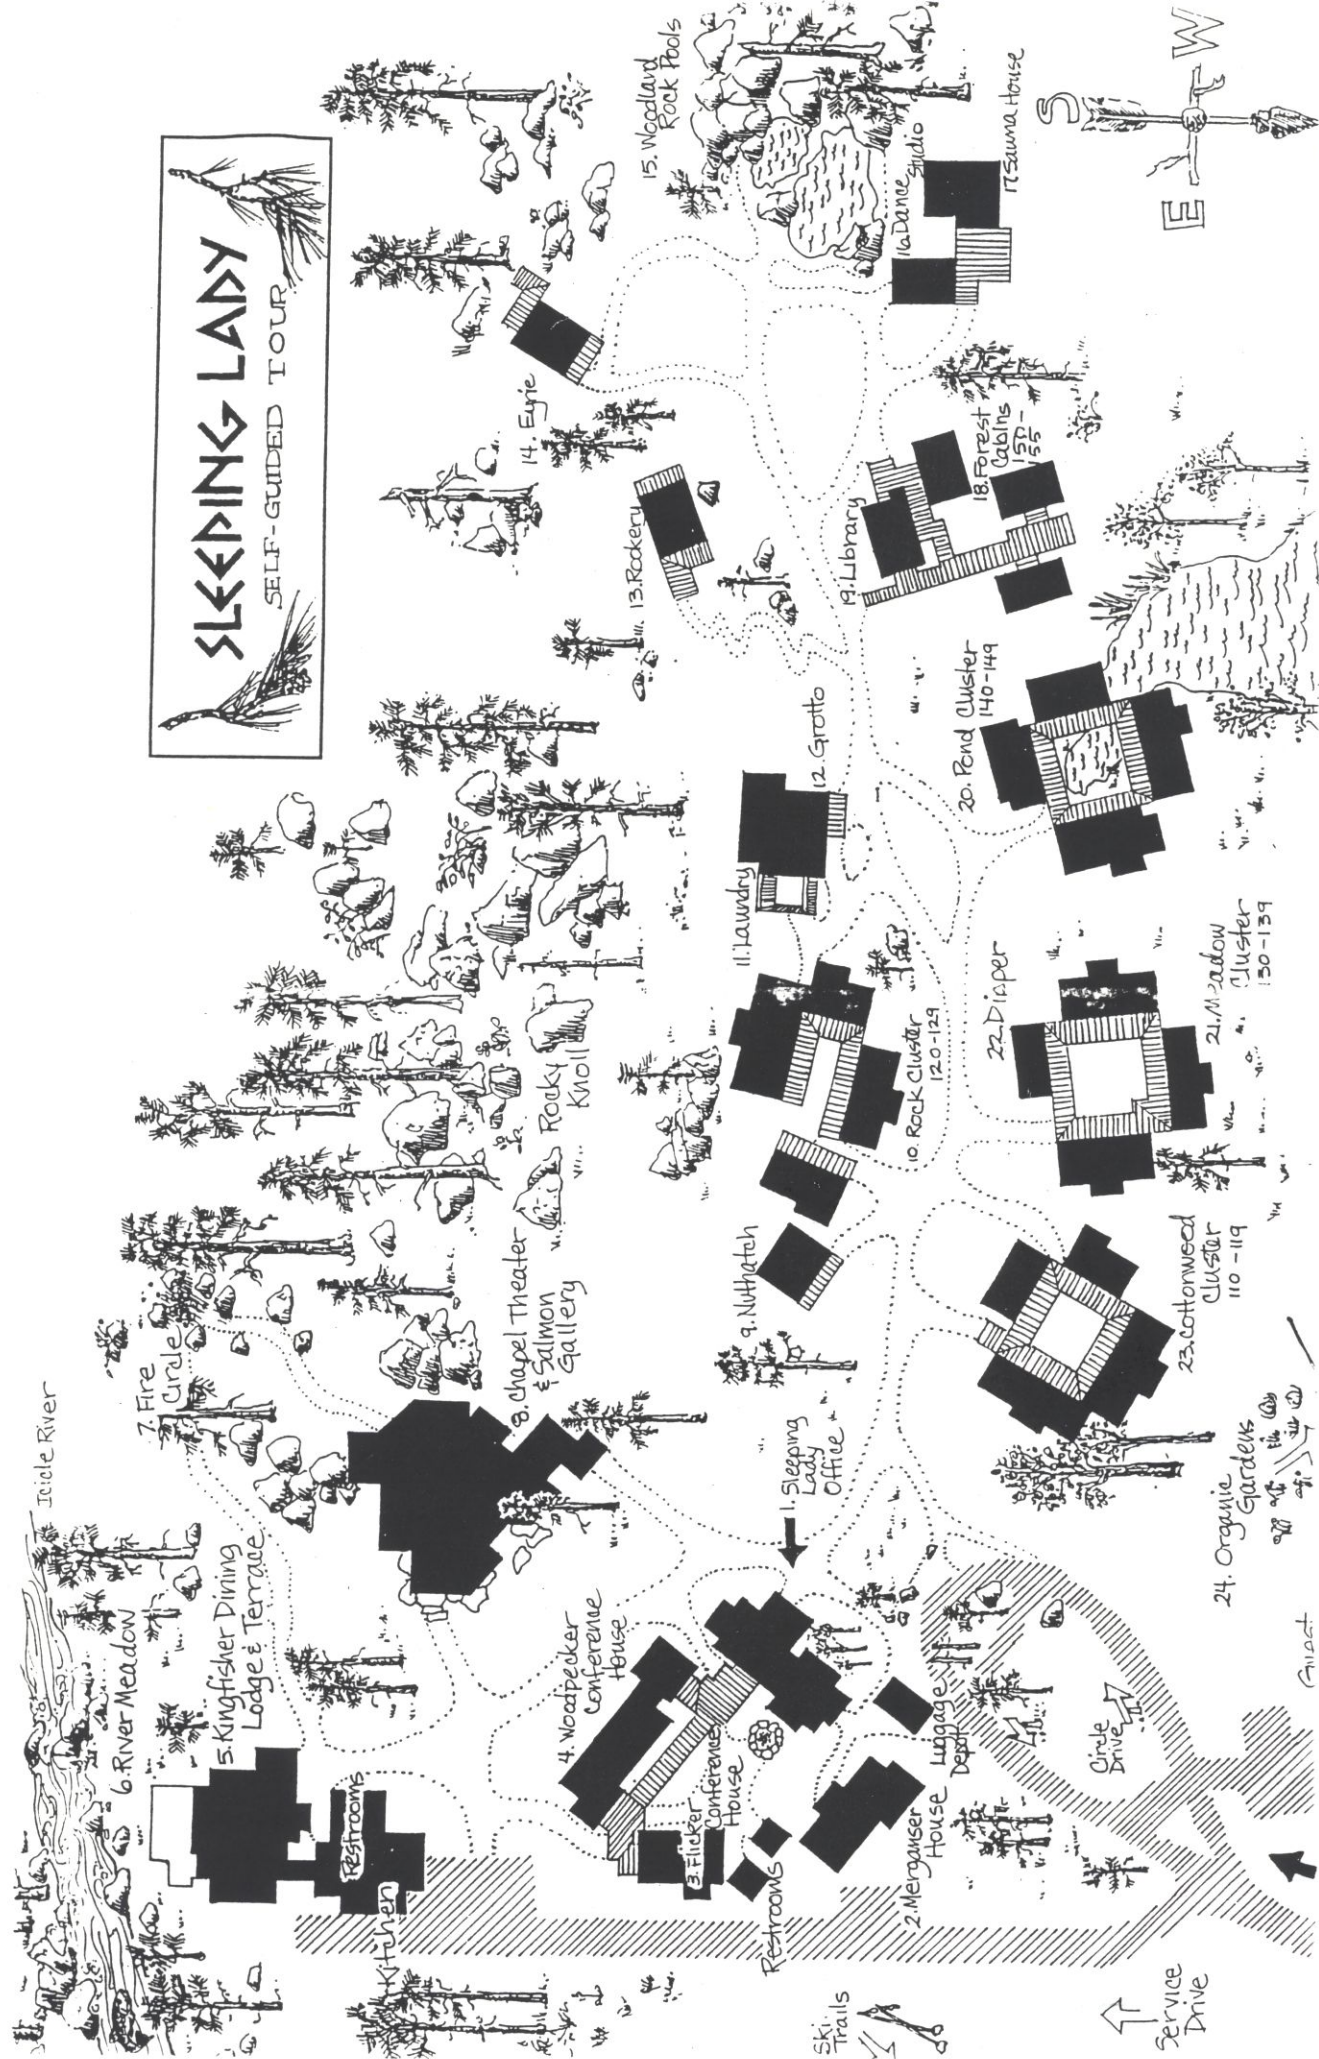 SLEEPING LADY
SELF-GUIDED TOUR
Icicle River
6. River Meadow
5. Kingfisher Dining
Lodge & Terrace
7. Fire
Circle
Restrooms
Kitchen
8. Chapel Theater
& Salmon
Gallery
Rocky
Knoll
4. Woodpecker
Conference
House
3. Flicker
Conference
House
Restrooms
2. Merganser
House
Luggage
Depot
1. Sleeping
Lady
Office
9. Nuthatch
10. Rock Cluster
120-129
11. Laundry
12. Grotto
13. Rockery
14. Eyrie
15. Woodland
Rock Pools
16. Dance
Studio
17. Sauna House
18. Forest
Cabins
150-
155
19. Library
20. Pond Cluster
140-149
21. Meadow
Cluster
130-139
22. Dipper
23. Cottonwood
Cluster
110-119
24. Organic
Gardens
Guest
Circle
Drive
Ski
Trails
Service
Drive
S
E
W